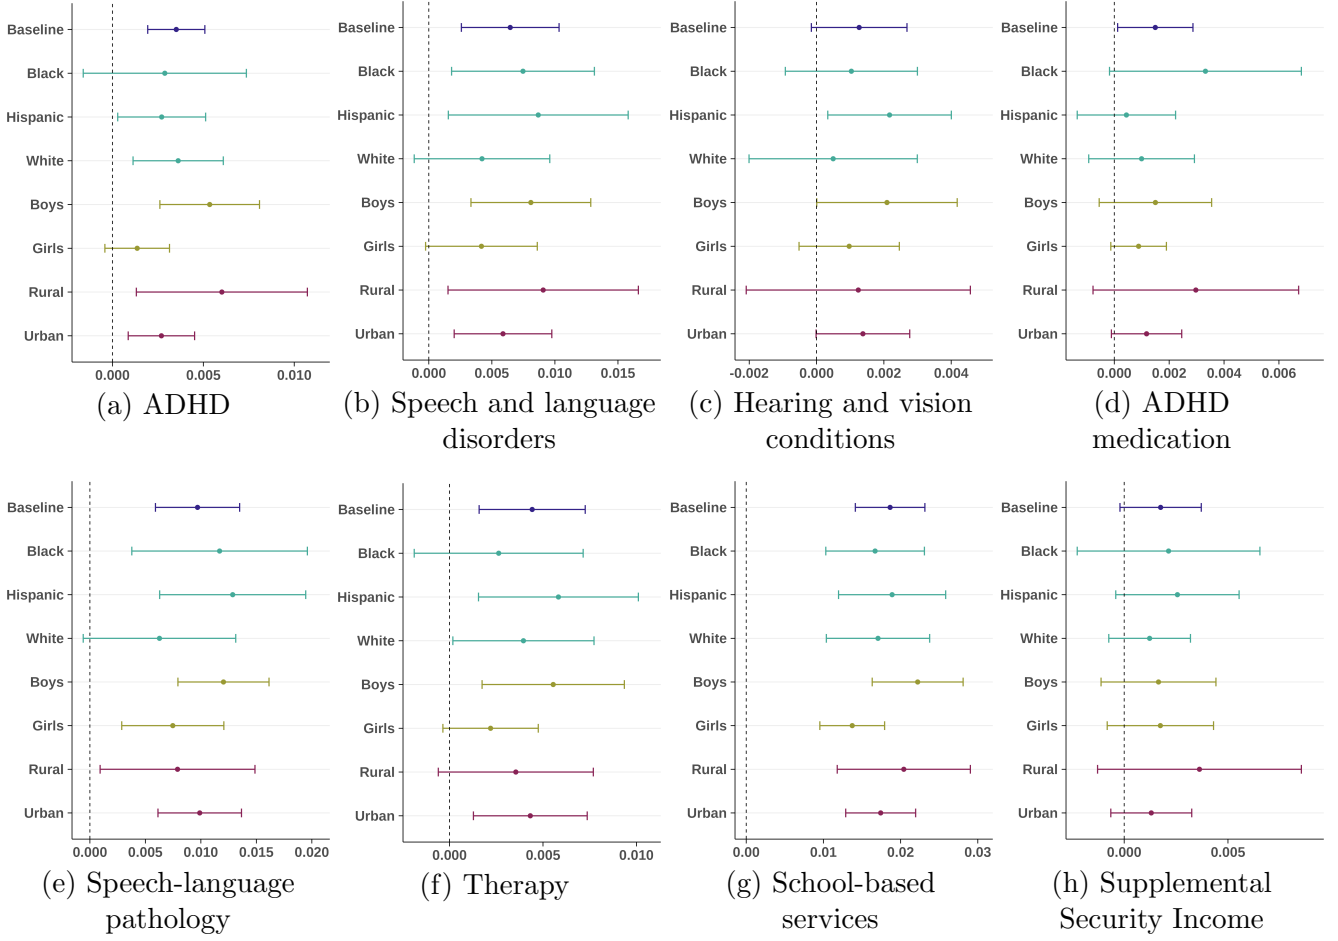 Baseline
Black
Hispanic
White
Boys
Girls
Rural
Urban
0.000 0.005 0.010
(a) ADHD
Baseline
Black
Hispanic
White
Boys
Girls
Rural
Urban
0.000 0.005 0.010 0.015
(b) Speech and language
disorders
Baseline
Black
Hispanic
White
Boys
Girls
Rural
Urban
-0.002 0.000 0.002 0.004
(c) Hearing and vision
conditions
Baseline
Black
Hispanic
White
Boys
Girls
Rural
Urban
0.000 0.002 0.004 0.006
(d) ADHD
medication
Baseline
Black
Hispanic
White
Boys
Girls
Rural
Urban
0.000 0.005 0.010 0.015 0.020
(e) Speech-language
pathology
Baseline
Black
Hispanic
White
Boys
Girls
Rural
Urban
0.000 0.005 0.010
(f) Therapy
Baseline
Black
Hispanic
White
Boys
Girls
Rural
Urban
0.00 0.01 0.02 0.03
(g) School-based
services
Baseline
Black
Hispanic
White
Boys
Girls
Rural
Urban
0.000 0.005
(h) Supplemental
Security Income